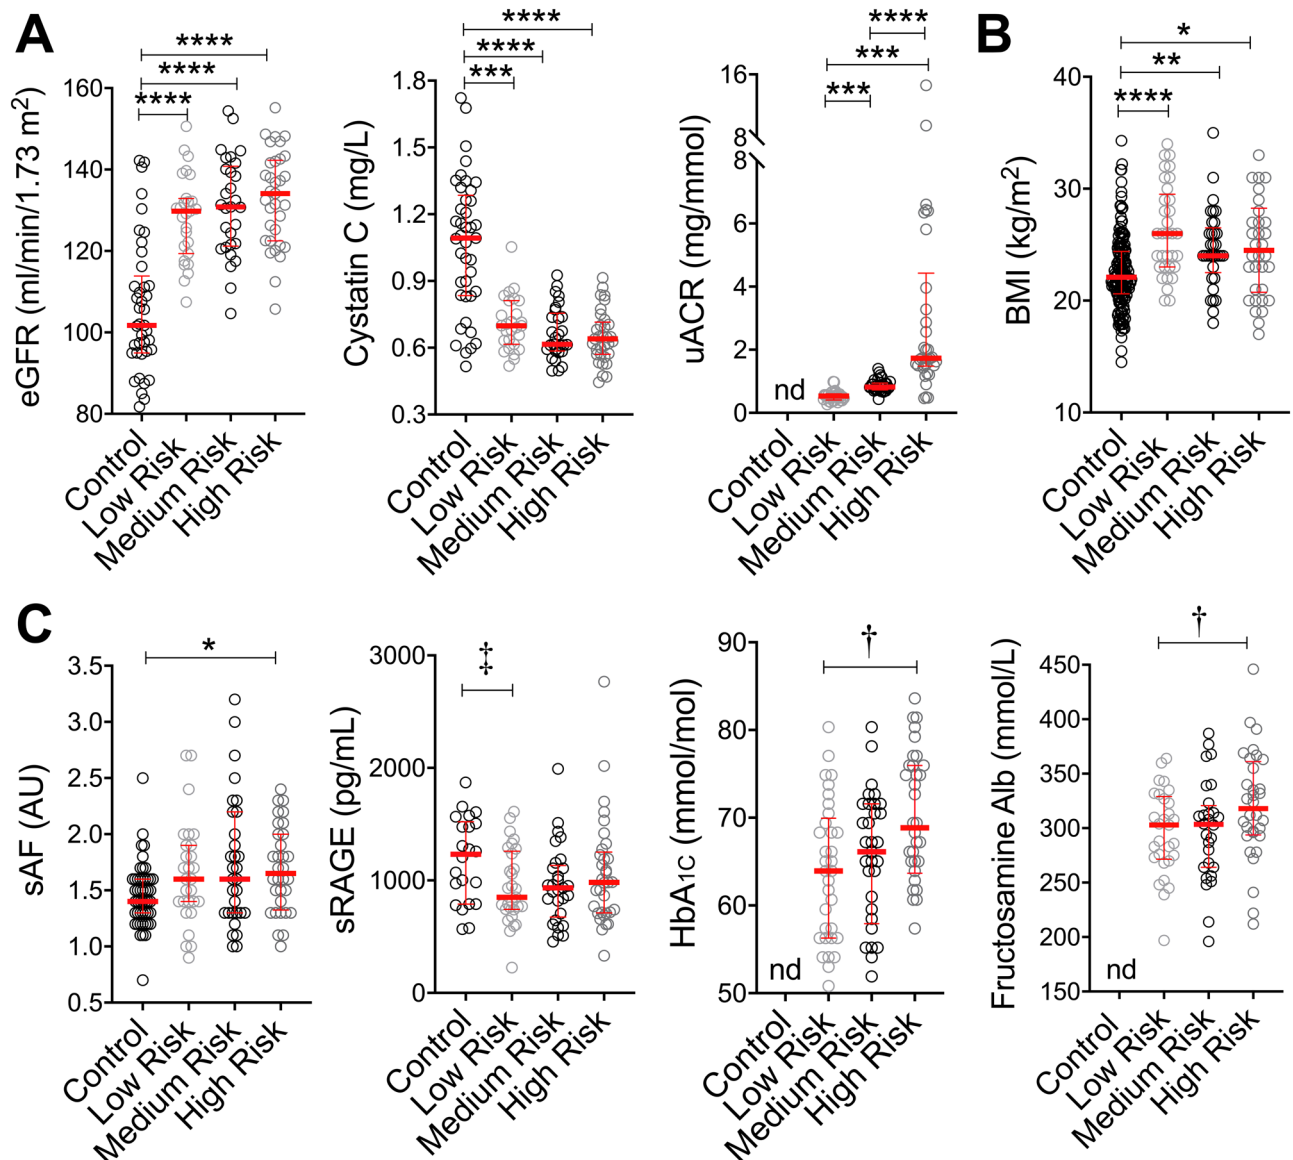 A
****
****
****
eGFR (ml/min/1.73 m²)
160
140
120
100
80
Control
Low Risk
Medium Risk
High Risk
****
****
***
Cystatin C (mg/L)
1.8
1.5
1.2
0.9
0.6
0.3
Control
Low Risk
Medium Risk
High Risk
****
***
***
uACR (mg/mmol)
16
8
8
6
4
2
0
nd
Control
Low Risk
Medium Risk
High Risk
B
*
**
****
BMI (kg/m²)
40
30
20
10
Control
Low Risk
Medium Risk
High Risk
C
*
sAF (AU)
3.5
3.0
2.5
2.0
1.5
1.0
0.5
Control
Low Risk
Medium Risk
High Risk
‡
sRAGE (pg/mL)
3000
2000
1000
0
Control
Low Risk
Medium Risk
High Risk
†
HbA1C (mmol/mol)
90
80
70
60
50
nd
Control
Low Risk
Medium Risk
High Risk
†
Fructosamine Alb (mmol/L)
450
400
350
300
250
200
150
nd
Control
Low Risk
Medium Risk
High Risk